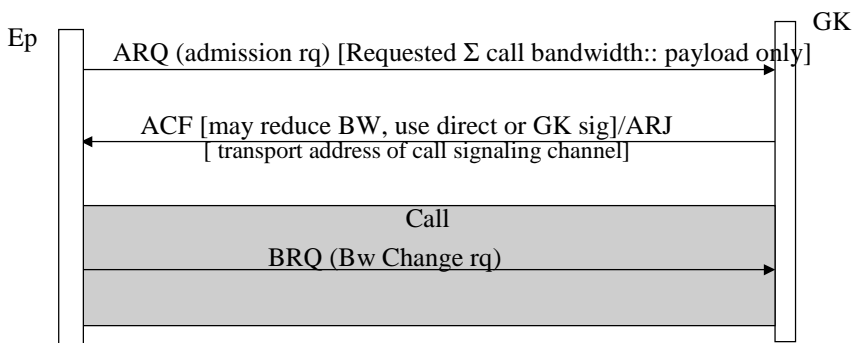 Ep
GK
ARQ (admission rq) [Requested Σ call bandwidth:: payload only]
ACF [may reduce BW, use direct or GK sig]/ARJ
[ transport address of call signaling channel]
Call
BRQ (Bw Change rq)